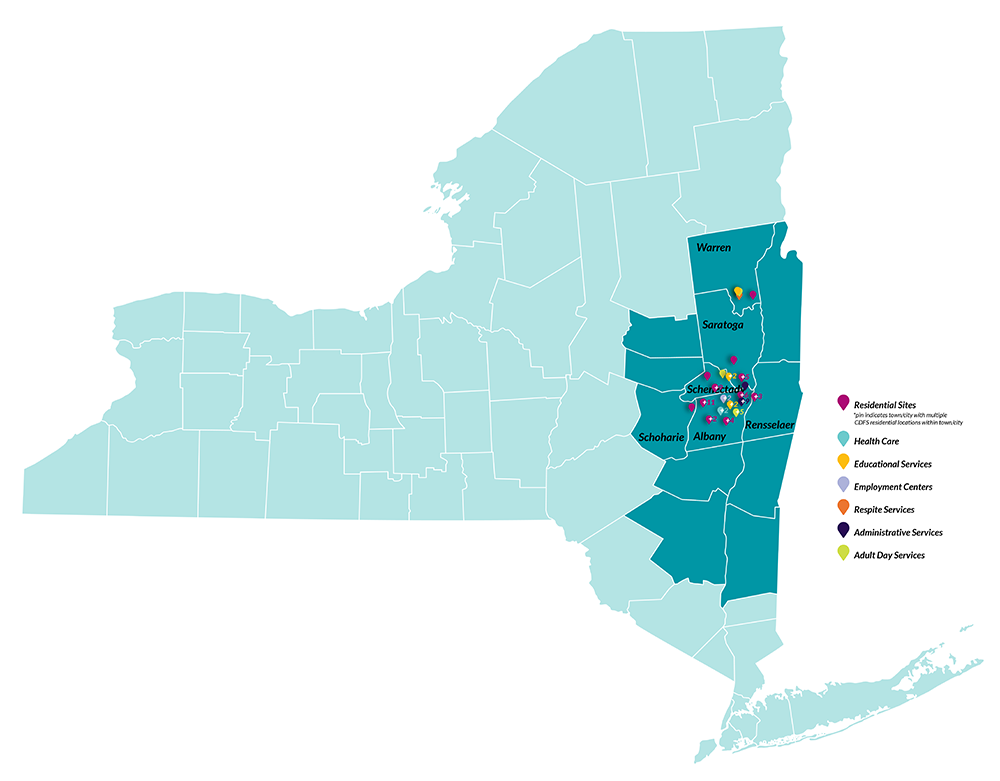 Warren
Saratoga
Schenectady
Schoharie
Albany
Rensselaer
Residential Sites
*pin indicates town/city with multiple
CDFS residential locations within town/city
Health Care
Educational Services
Employment Centers
Respite Services
Administrative Services
Adult Day Services